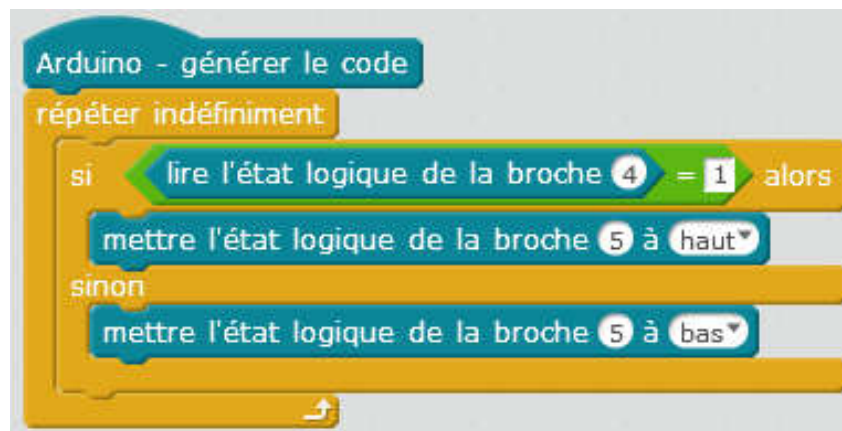 Arduino - générer le code
répéter indéfiniment
si lire l'état logique de la broche 4 = 1 alors
mettre l'état logique de la broche 5 à haut
sinon
mettre l'état logique de la broche 5 à bas